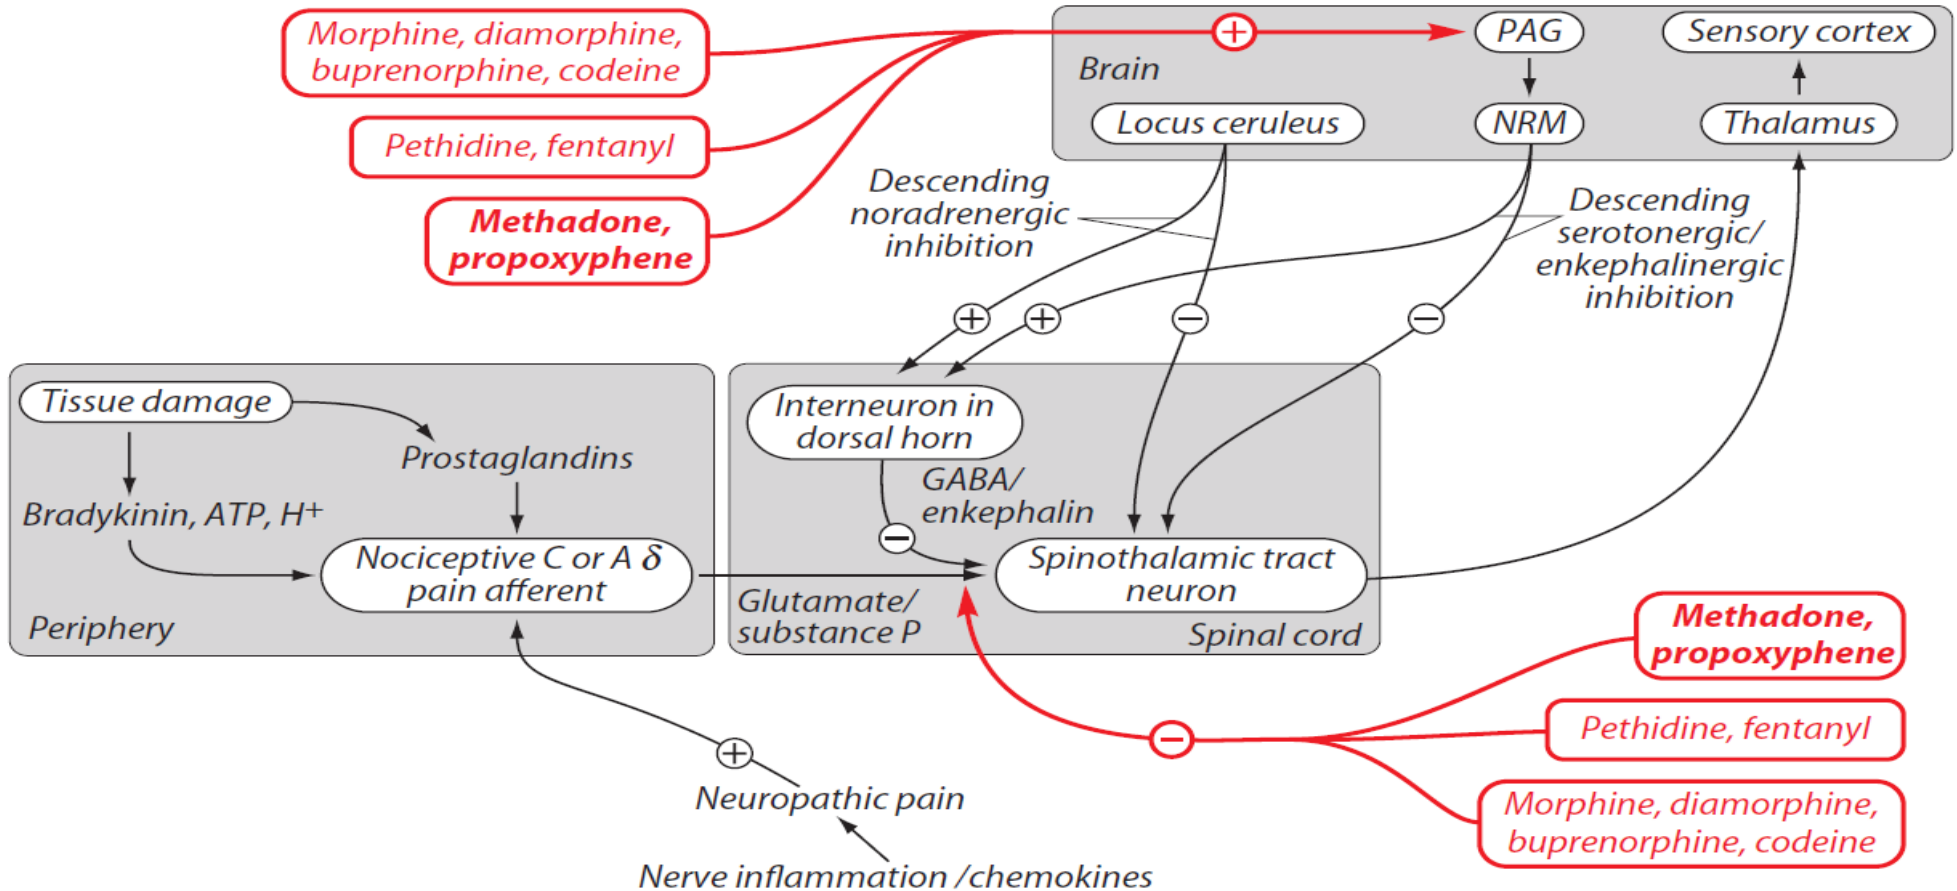 Morphine, diamorphine,
buprenorphine, codeine
Pethidine, fentanyl
Methadone,
propoxyphene
+
PAG
Sensory cortex
Brain
Locus ceruleus
NRM
Thalamus
Descending
noradrenergic
inhibition
Descending
serotonergic/
enkephalinergic
inhibition
+
+
−
−
Tissue damage
Prostaglandins
Bradykinin, ATP, H+
Nociceptive C or A δ
pain afferent
Periphery
Interneuron in
dorsal horn
GABA/
enkephalin
−
Spinothalamic tract
neuron
Glutamate/
substance P
Spinal cord
Methadone,
propoxyphene
Pethidine, fentanyl
Morphine, diamorphine,
buprenorphine, codeine
−
+
Neuropathic pain
Nerve inflammation /chemokines